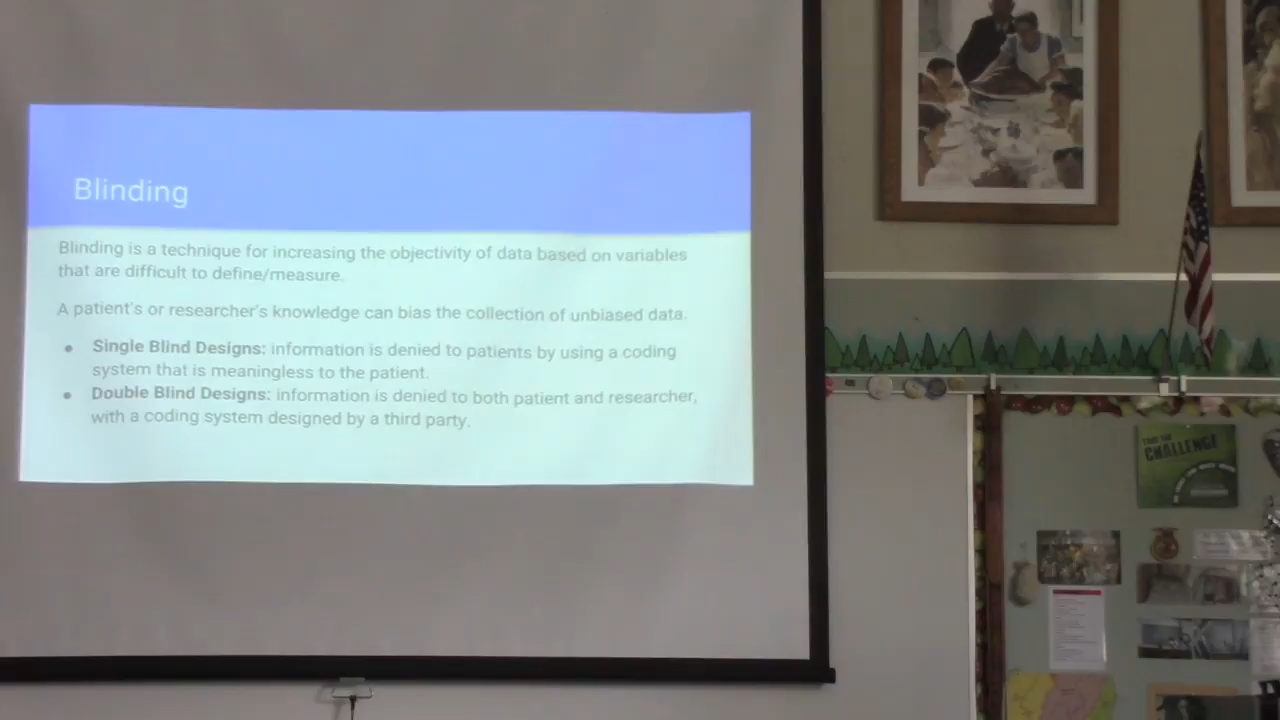 Blinding
Blinding is a technique for increasing the objectivity of data based on variables
that are difficult to define/measure.
A patient's or researcher's knowledge can bias the collection of unbiased data.
Single Blind Designs: information is denied to patients by using a coding
system that is meaningless to the patient.
Double Blind Designs: information is denied to both patient and researcher,
with a coding system designed by a third party.
CHALLENGE